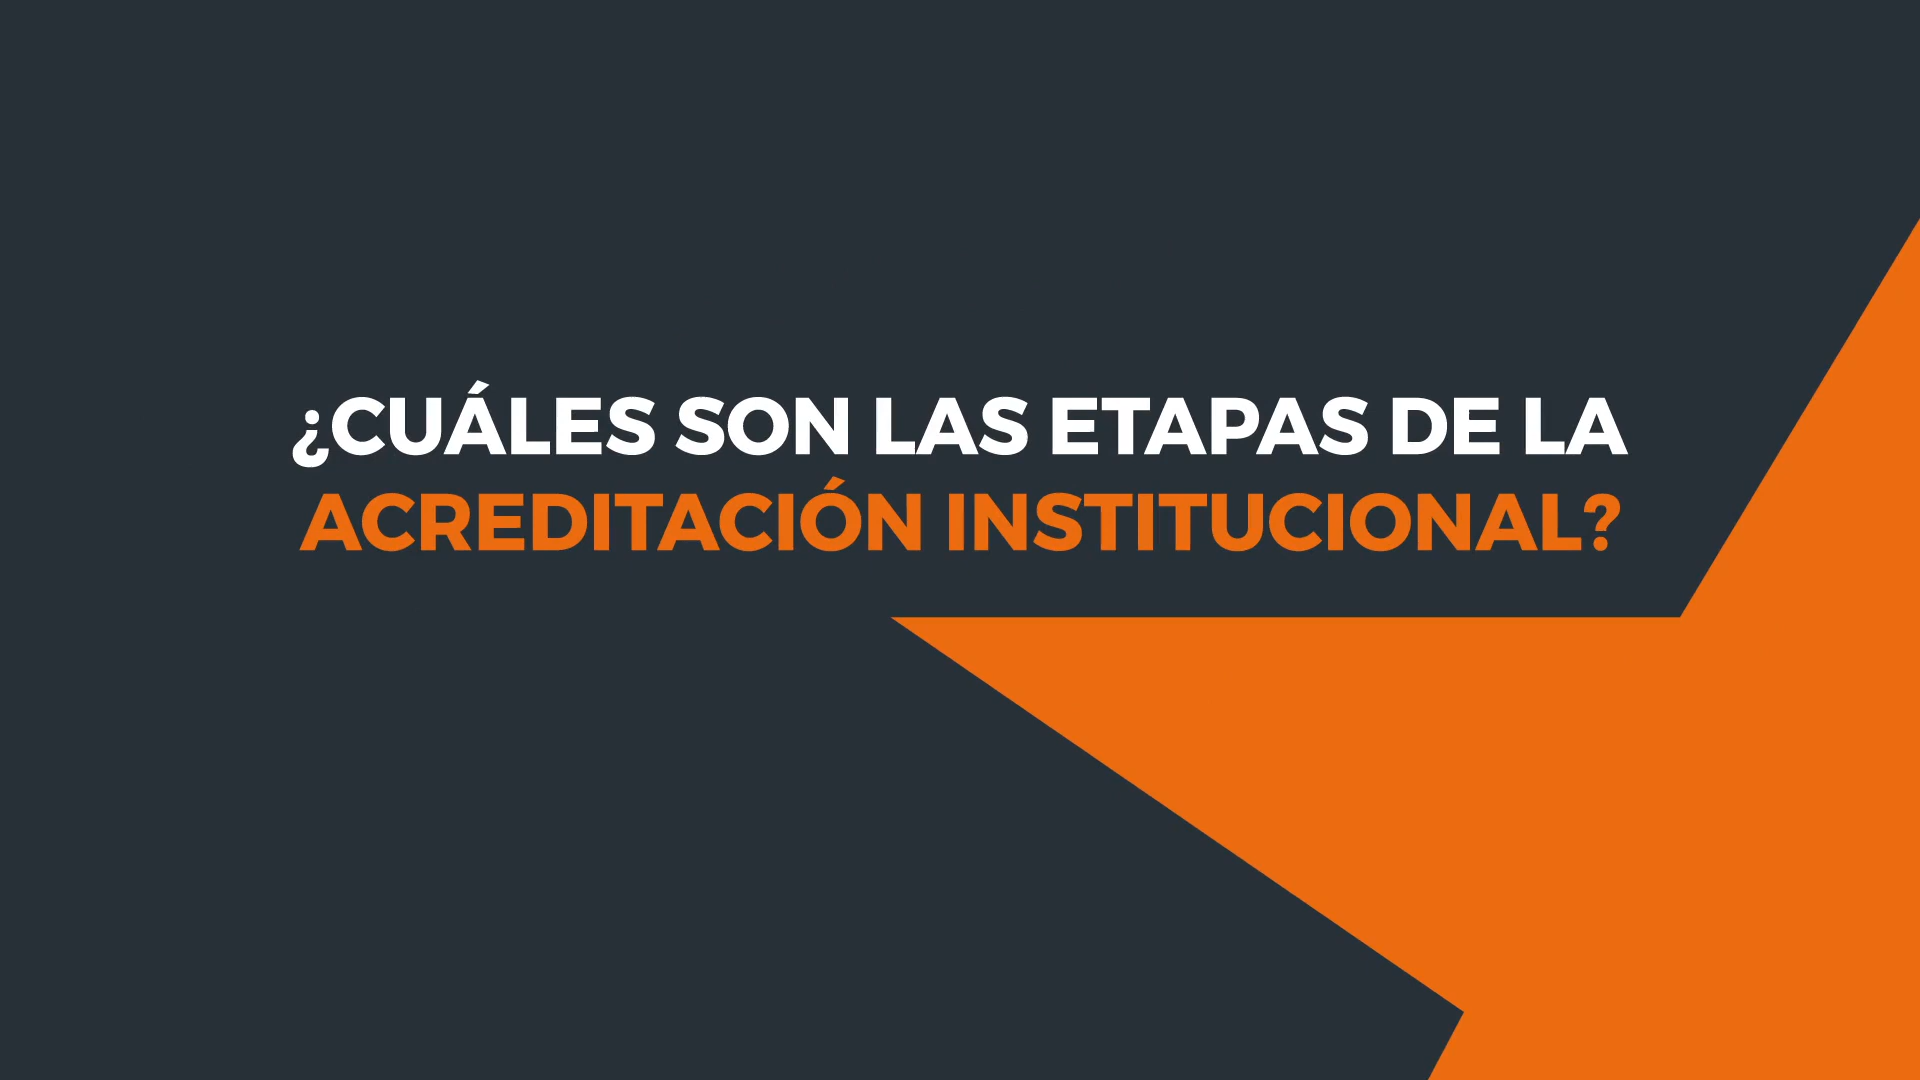 ¿CUÁLES SON LAS ETAPAS DE LA
ACREDITACIÓN INSTITUCIONAL?